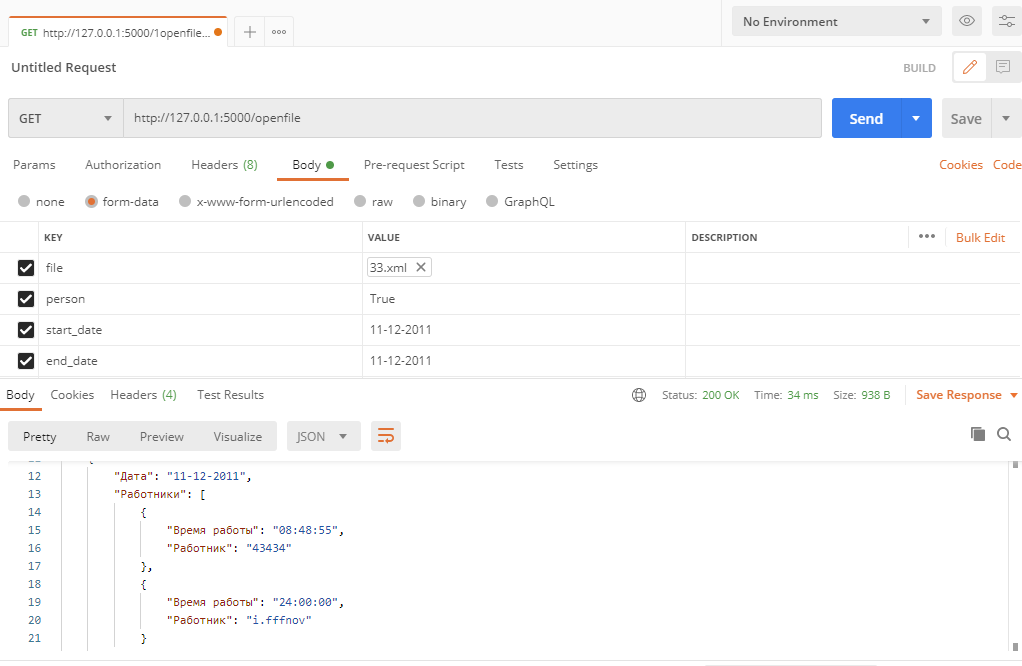 GET http://127.0.0.1:5000/1openfile...
No Environment
Untitled Request
BUILD
GET http://127.0.0.1:5000/openfile Send Save
Params Authorization Headers (8) Body Pre-request Script Tests Settings Cookies Code
none form-data x-www-form-urlencoded raw binary GraphQL
KEY VALUE DESCRIPTION ••• Bulk Edit
file 33.xml
person True
start_date 11-12-2011
end_date 11-12-2011
Body Cookies Headers (4) Test Results Status: 200 OK Time: 34 ms Size: 938 B Save Response
Pretty Raw Preview Visualize JSON
12 "Дата": "11-12-2011",
13 "Работники": [
14 {
15 "Время работы": "08:48:55",
16 "Работник": "43434"
17 },
18 {
19 "Время работы": "24:00:00",
20 "Работник": "i.fffnov"
21 }